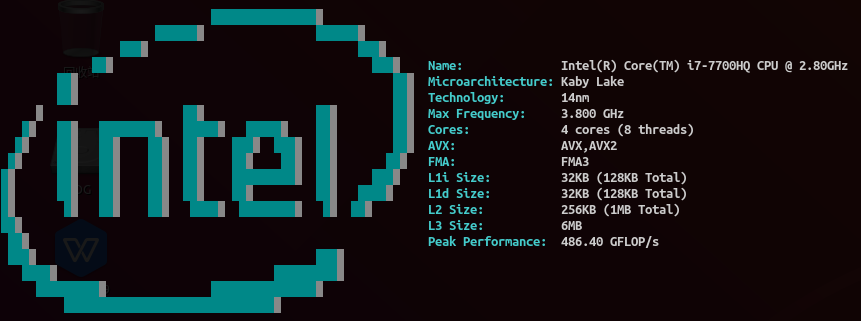 intel
Name: Intel(R) Core(TM) i7-7700HQ CPU @ 2.80GHz
Microarchitecture: Kaby Lake
Technology: 14nm
Max Frequency: 3.800 GHz
Cores: 4 cores (8 threads)
AVX: AVX,AVX2
FMA: FMA3
L1i Size: 32KB (128KB Total)
L1d Size: 32KB (128KB Total)
L2 Size: 256KB (1MB Total)
L3 Size: 6MB
Peak Performance: 486.40 GFLOP/s